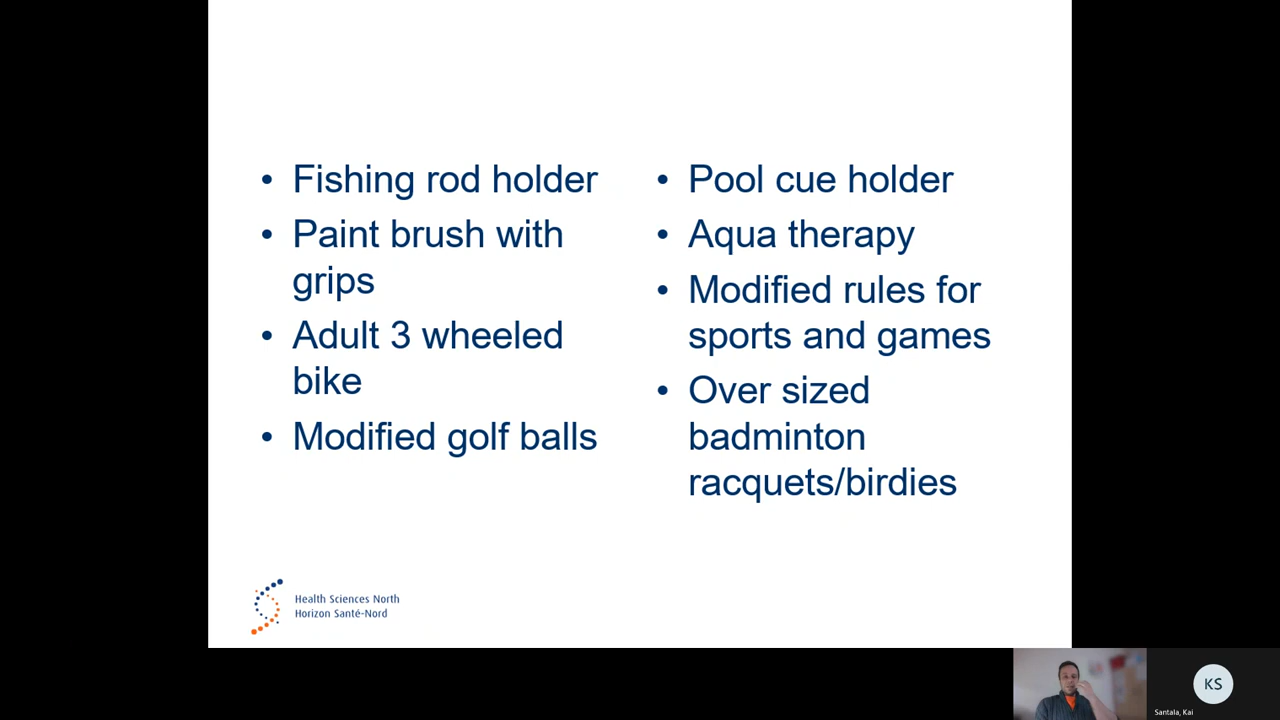 • Fishing rod holder
• Paint brush with
grips
• Adult 3 wheeled
bike
• Modified golf balls
• Pool cue holder
• Aqua therapy
• Modified rules for
sports and games
• Over sized
badminton
racquets/birdies
Health Sciences North
Horizon Santé-Nord
KS
Santala, Kai